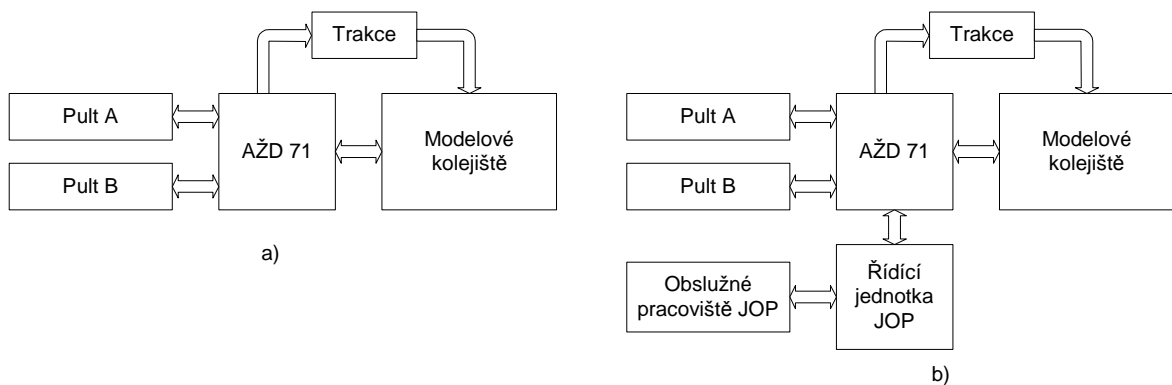 Trakce
Pult A
AŽD 71
Modelové
kolejiště
Pult B
a)
Trakce
Pult A
AŽD 71
Modelové
kolejiště
Pult B
Obslužné
pracoviště JOP
Řídící
jednotka
JOP
b)